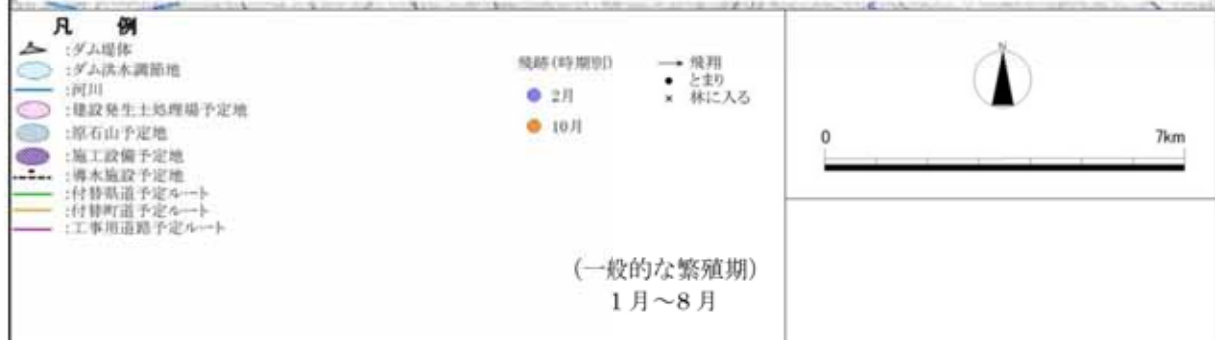 凡 例
:ダム堤体
:ダム洪水調節地
:河川
:建設発生土処理場予定地
:原石山予定地
:施工設備予定地
:導水施設予定地
:付替県道予定ルート
:付替町道予定ルート
:工事用道路予定ルート
飛跡(時期別)
2月
10月
飛翔
とまり
林に入る
(一般的な繁殖期)
1月～8月
N
0 7km